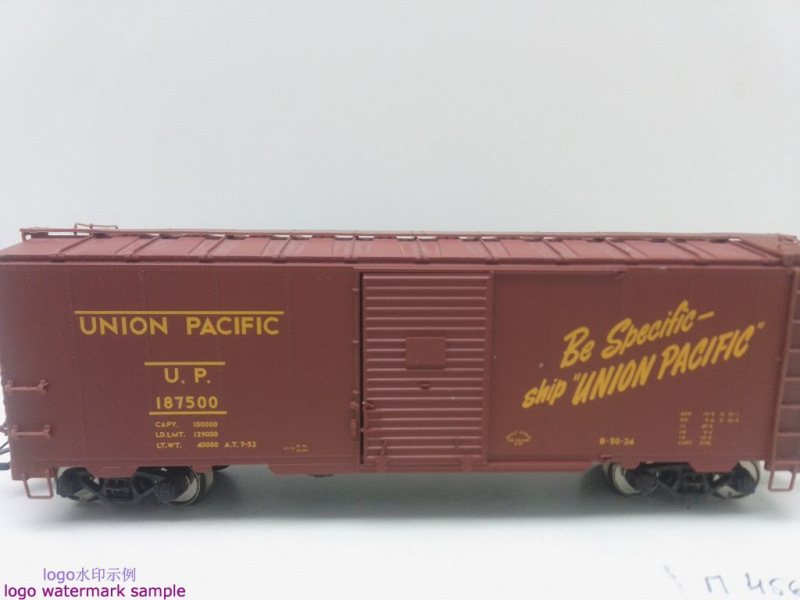 UNION PACIFIC
U. P.
187500
CAPY. 100000
LD.LMT. 129000
LT.WT. 40000 A.T. 7-52
Be Specific-
ship "UNION PACIFIC"
B-50-24
logo水印示例
logo watermark sample